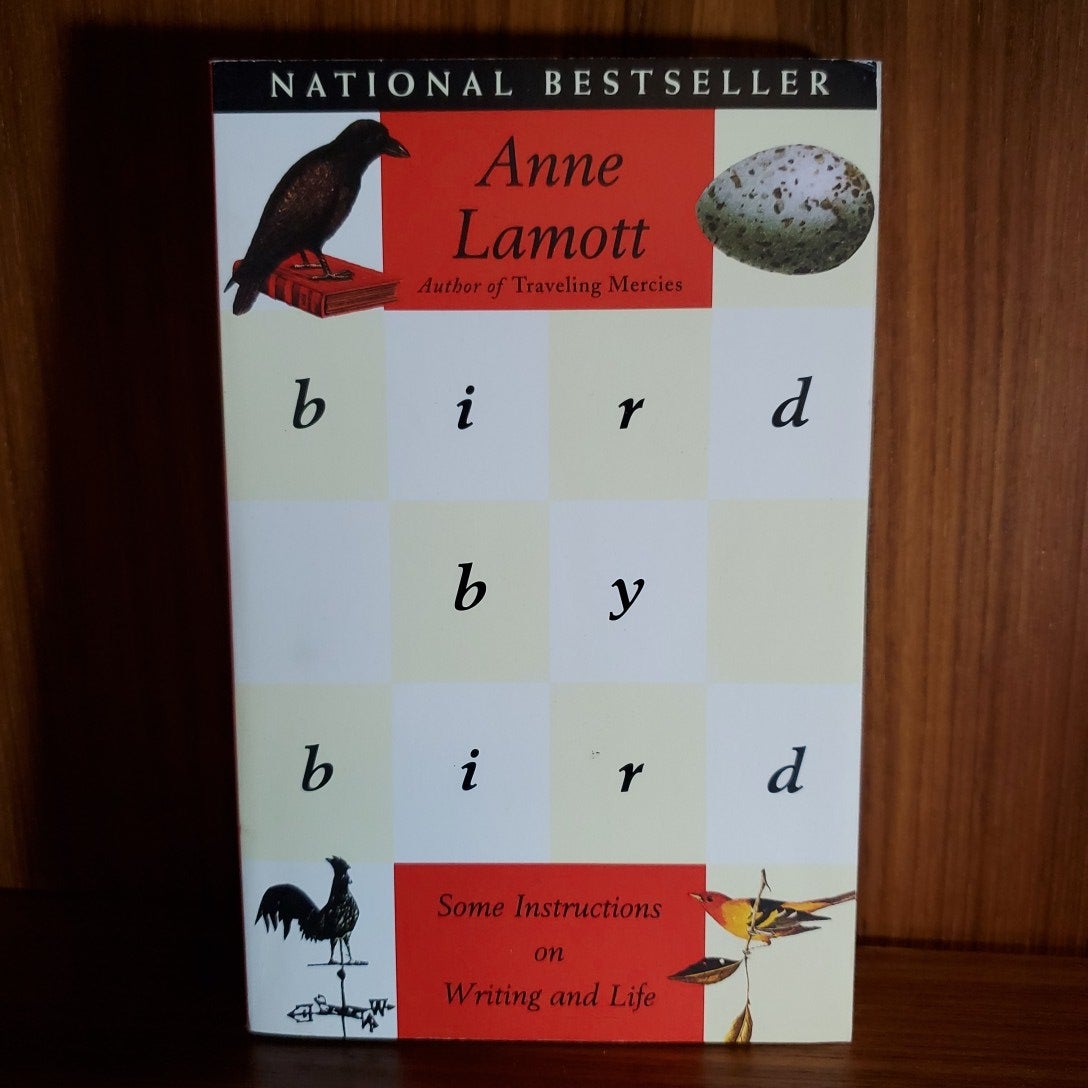 NATIONAL BESTSELLER
Anne
Lamott
Author of Traveling Mercies
b i r d
b y
b i r d
Some Instructions
on
Writing and Life